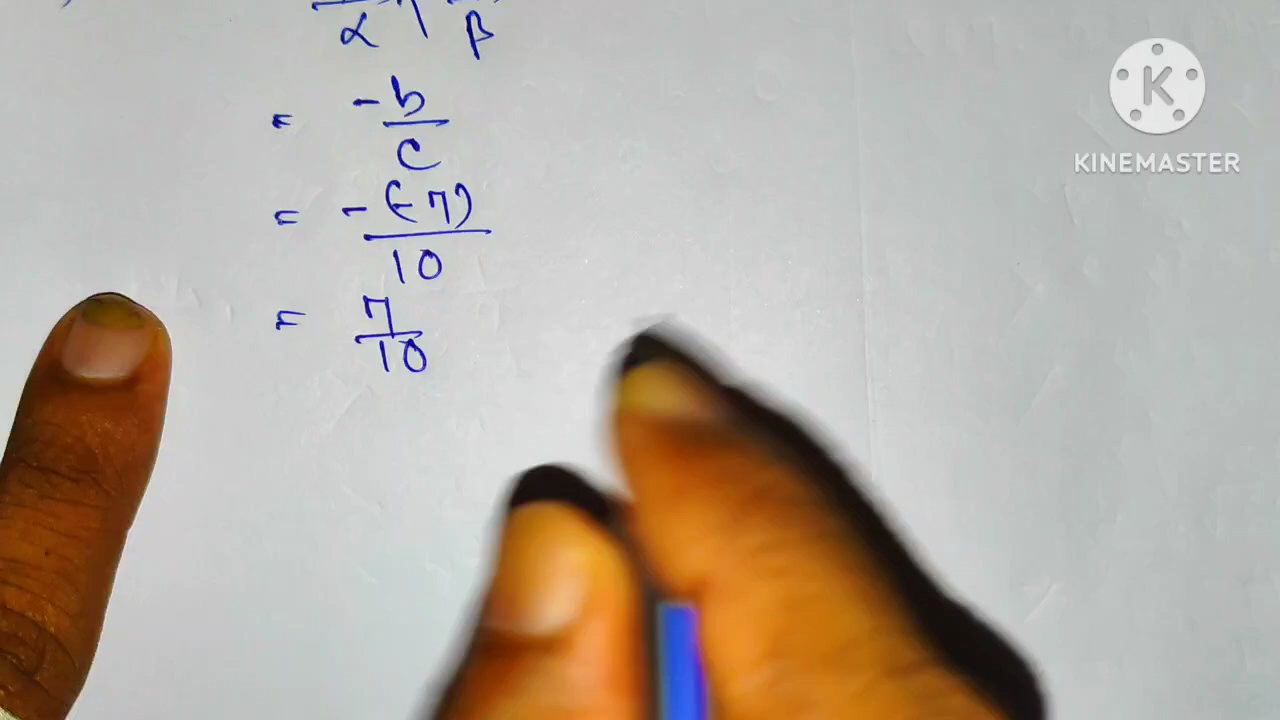 α + β
= -b/c
= -(-7)/10
= 7/10
K
KINEMASTER